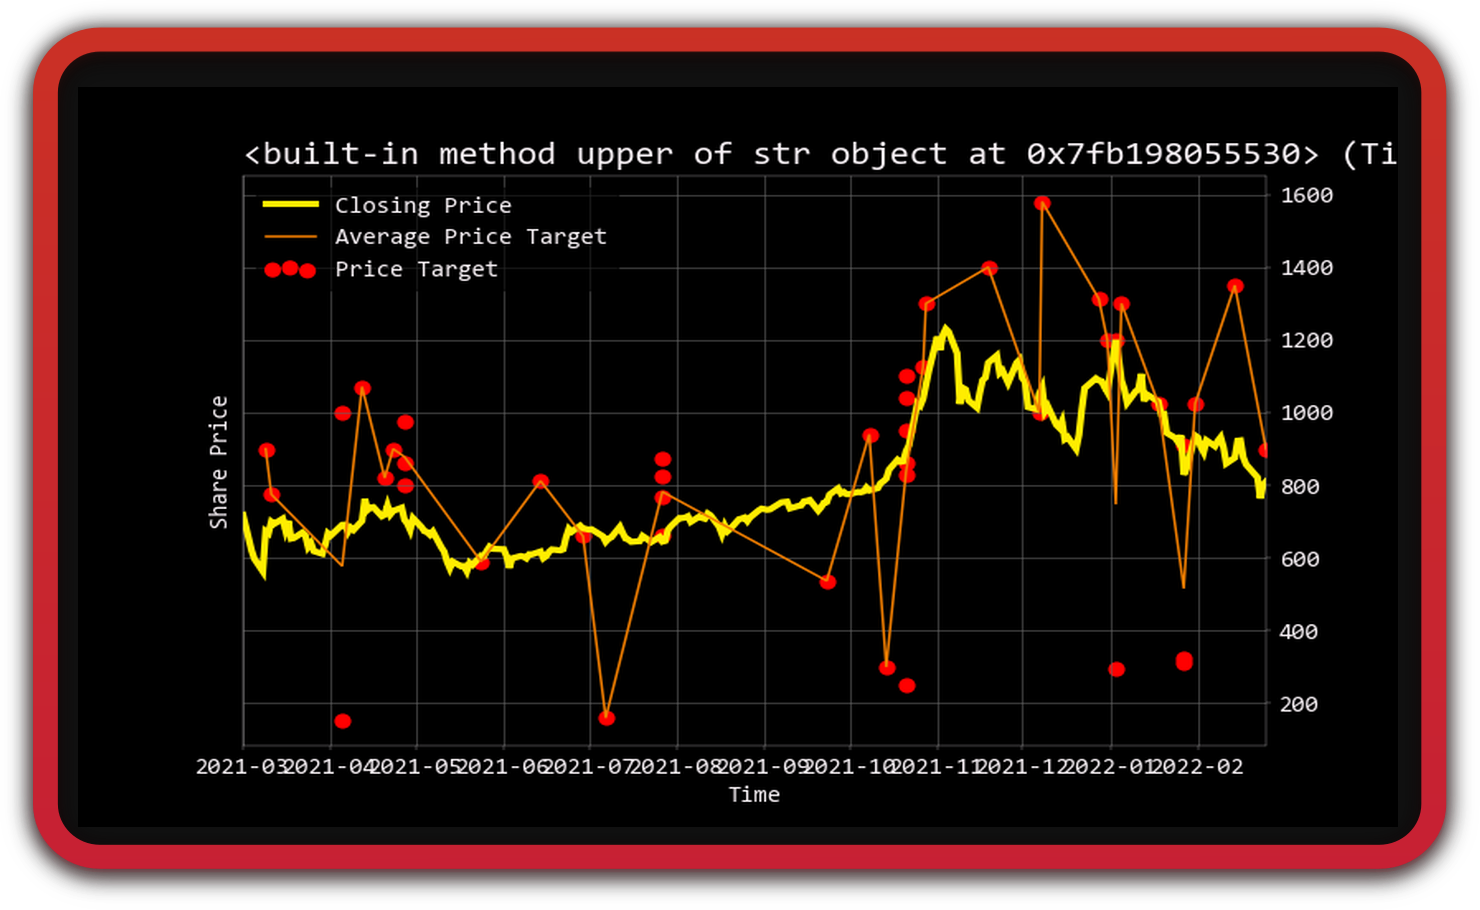 <built-in method upper of str object at 0x7fb198055530> (Ti
Closing Price
Average Price Target
Price Target
1600
1400
1200
1000
800
600
400
200
Share Price
2021-03 2021-04 2021-05 2021-06 2021-07 2021-08 2021-09 2021-10 2021-11 2021-12 2022-01 2022-02
Time